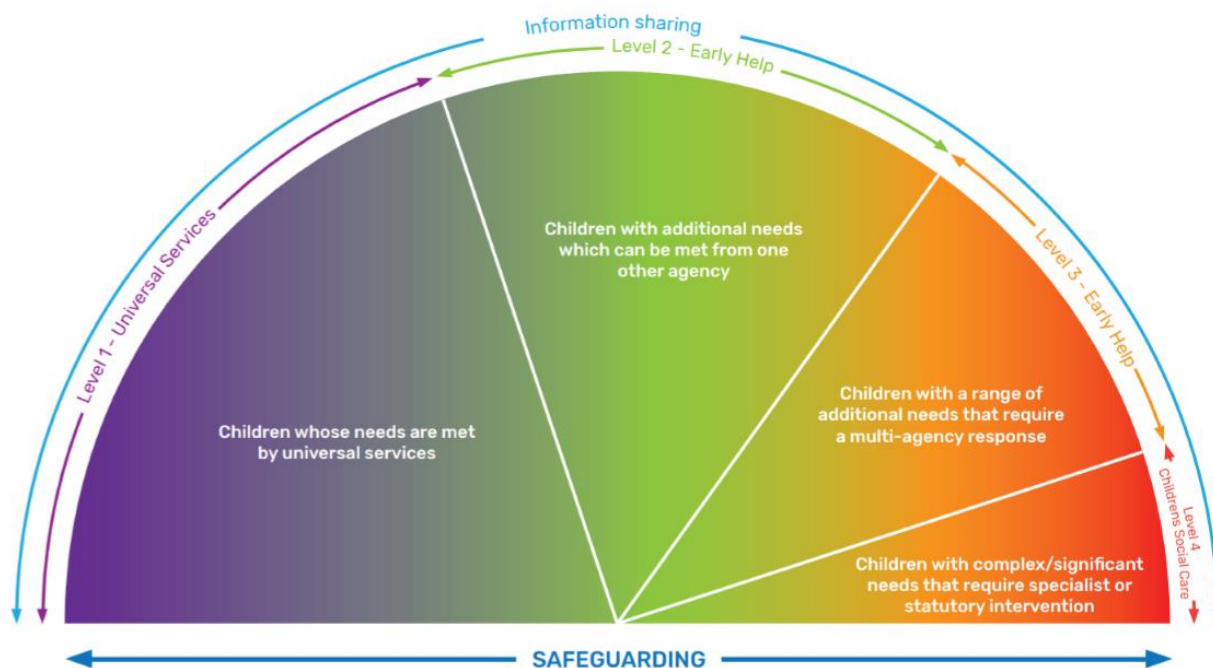 Information sharing
Level 2 - Early Help
Level 1 - Universal Services
Level 3 - Early Help
Level 4
Childrens Social Care
Children with additional needs
which can be met from one
other agency
Children whose needs are met
by universal services
Children with a range of
additional needs that require
a multi-agency response
Children with complex/significant
needs that require specialist or
statutory intervention
SAFEGUARDING